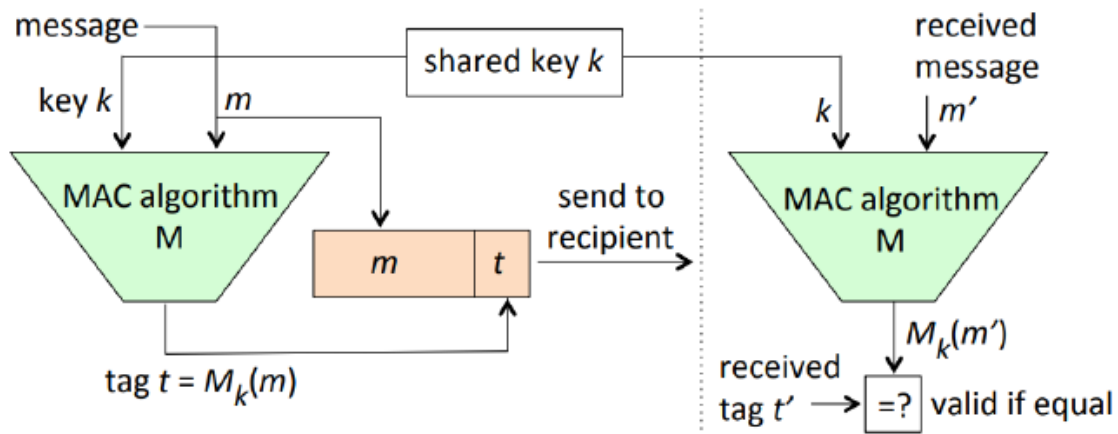 message
shared key k
received
message
key k
m
k
m'
MAC algorithm
M
send to
recipient
MAC algorithm
M
m
t
tag t = Mk(m)
Mk(m')
received
tag t'
=?
valid if equal